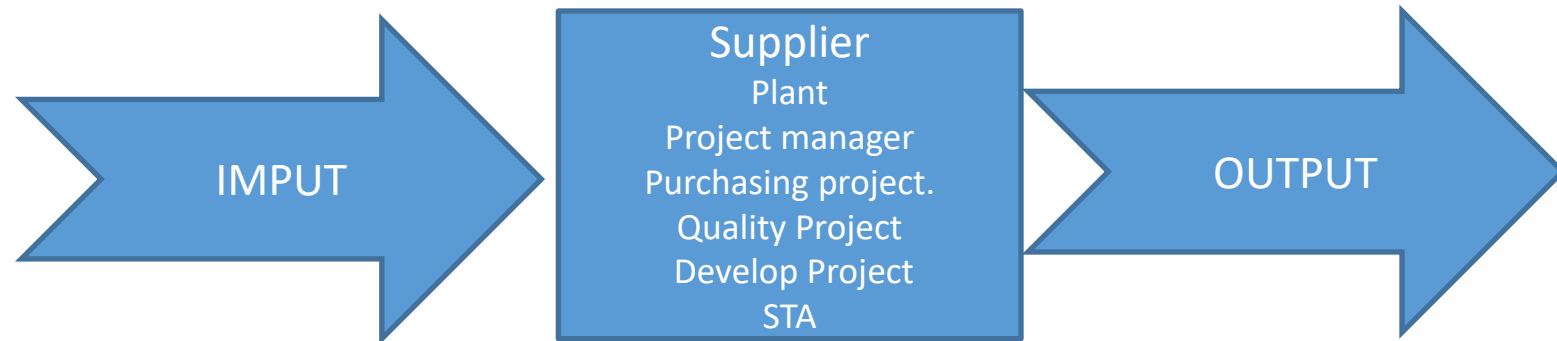 IMPUT
Supplier
Plant
Project manager
Purchasing project.
Quality Project
Develop Project
STA
OUTPUT